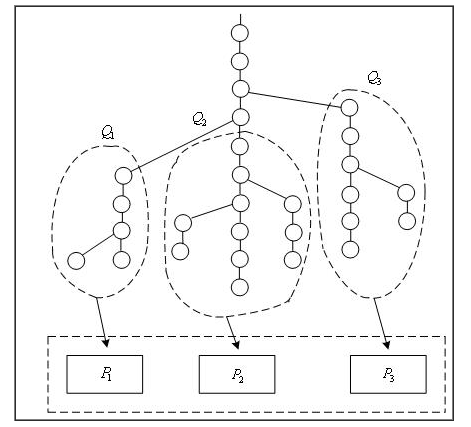 Q₃
Q₂
Q₁
P₁ P₂ P₃